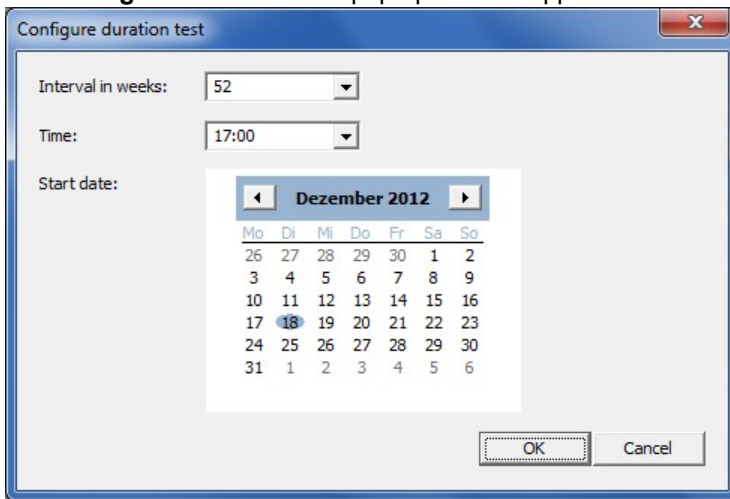 Configure duration test
Interval in weeks: 52
Time: 17:00
Start date:
Dezember 2012
Mo Di Mi Do Fr Sa So
26 27 28 29 30 1 2
3 4 5 6 7 8 9
10 11 12 13 14 15 16
17 18 19 20 21 22 23
24 25 26 27 28 29 30
31 1 2 3 4 5 6
OK Cancel